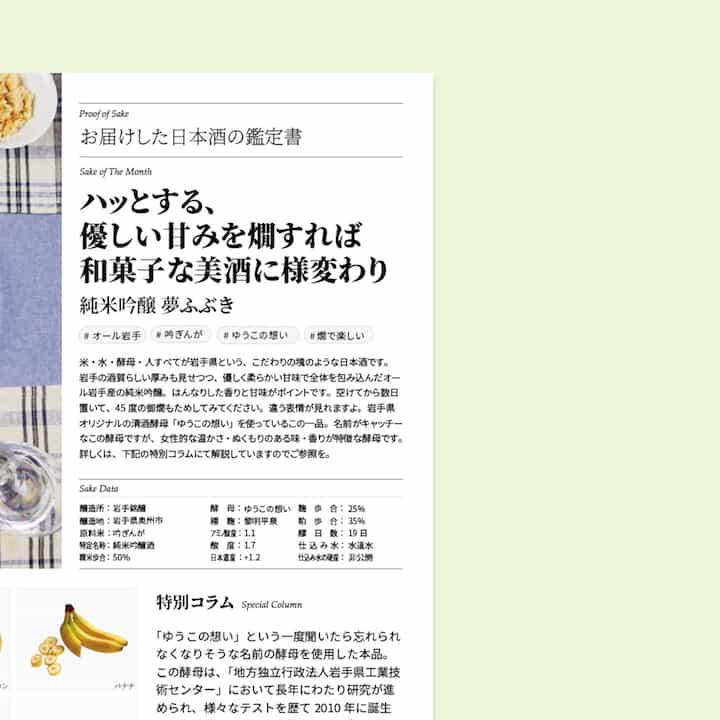 Proof of Sake
お届けした日本酒の鑑定書
Sake of The Month
ハッとする、
優しい甘みを燗すれば
和菓子な美酒に様変わり
純米吟醸 夢ふぶき
# オール岩手
# 吟ぎんが
# ゆうこの想い
# 燗で楽しい
米・水・酵母・人すべてが岩手県という、こだわりの塊のような日本酒です。
岩手の酒質らしい厚みも見せつつ、優しく柔らかい甘味で全体を包み込んだオー
ル岩手産の純米吟醸。はんなりした香りと甘味がポイントです。空けてから数日
置いて、45 度の御燗もためしてみてください。違う表情が見れますよ。岩手県
オリジナルの清酒酵母「ゆうこの想い」を使っているこの一品。名前がキャッチー
なこの酵母ですが、女性的な温かさ・ぬくもりのある味・香りが特徴な酵母です。
詳しくは、下記の特別コラムにて解説していますのでご参照を。
Sake Data
醸造所：岩手銘醸
醸造地：岩手県奥州市
原料米：吟ぎんが
特定名称：純米吟醸酒
精米歩合：50%
酵 母：ゆうこの想い
種 麹：黎明平泉
アミノ酸度：1.1
酸 度：1.7
日本酒度：+1.2
麹 歩 合：25%
粕 歩 合：35%
醪 日 数：19 日
仕 込 み 水：水道水
仕込み水の硬度：非公開
バナナ
特別コラム Special Column
「ゆうこの想い」という一度聞いたら忘れられ
なくなりそうな名前の酵母を使用した本品。
この酵母は、「地方独立行政法人岩手県工業技
術センター」において長年にわたり研究が進
められ、様々なテストを歴て 2010 年に誕生